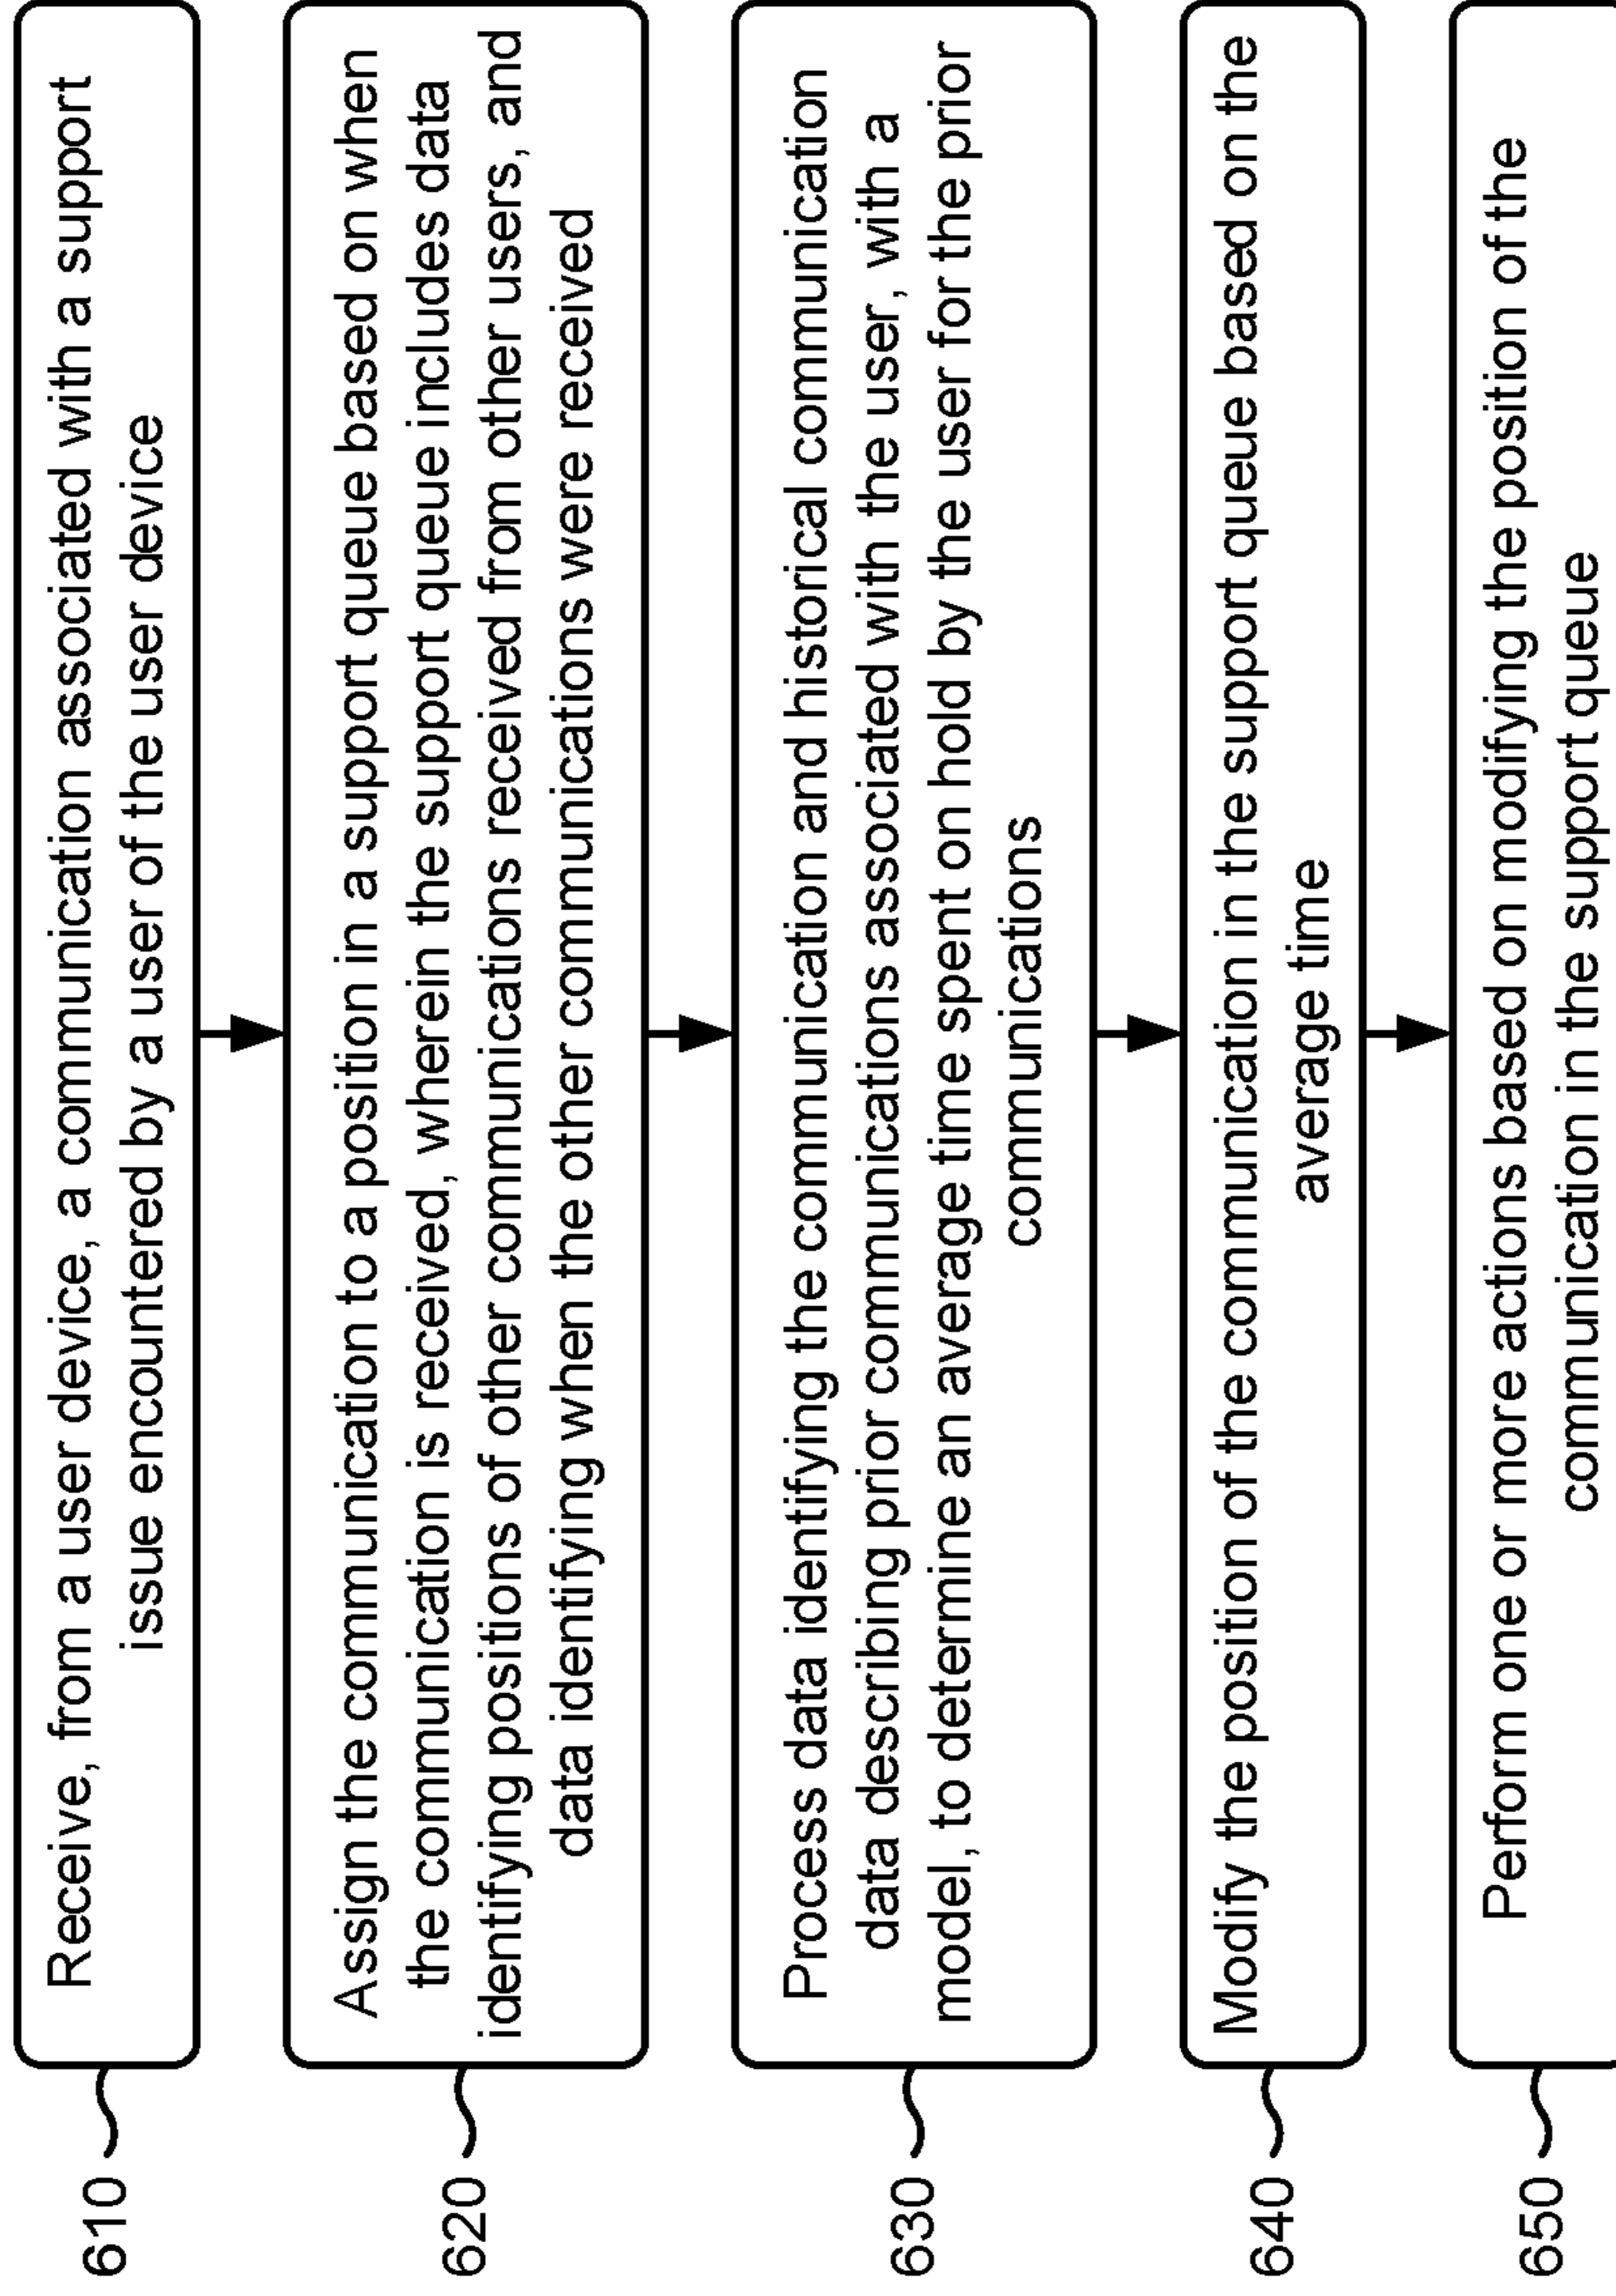 610
Receive, from a user device, a communication associated with a support
issue encountered by a user of the user device
620
Assign the communication to a position in a support queue based on when
the communication is received, wherein the support queue includes data
identifying positions of other communications received from other users, and
data identifying when the other communications were received
630
Process data identifying the communication and historical communication
data describing prior communications associated with the user, with a
model, to determine an average time spent on hold by the user for the prior
communications
640
Modify the position of the communication in the support queue based on the
average time
650
Perform one or more actions based on modifying the position of the
communication in the support queue